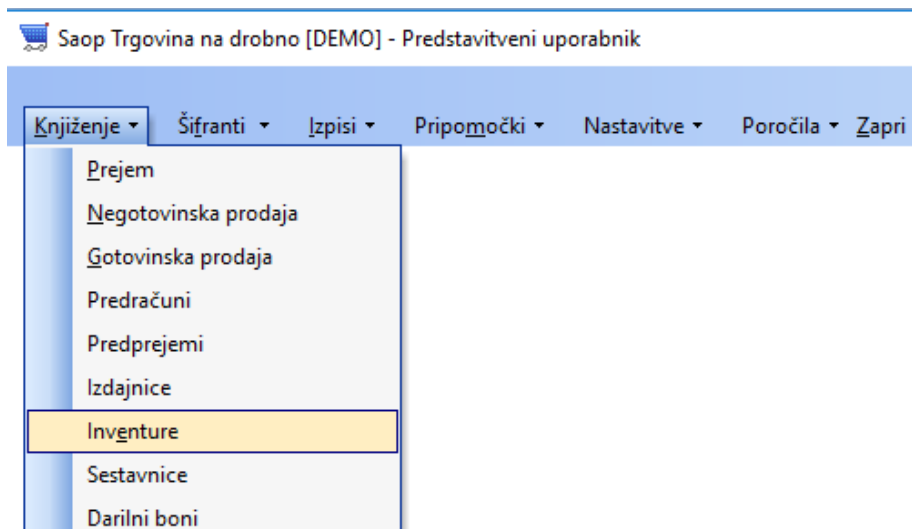 Saop Trgovina na drobno [DEMO] - Predstavitveni uporabnik
Knjiženje Šifranti Izpisi Pripomočki Nastavitve Poročila Zapri
Prejem
Negotovinska prodaja
Gotovinska prodaja
Predračuni
Predprejemi
Izdajnice
Inventure
Sestavnice
Darilni boni